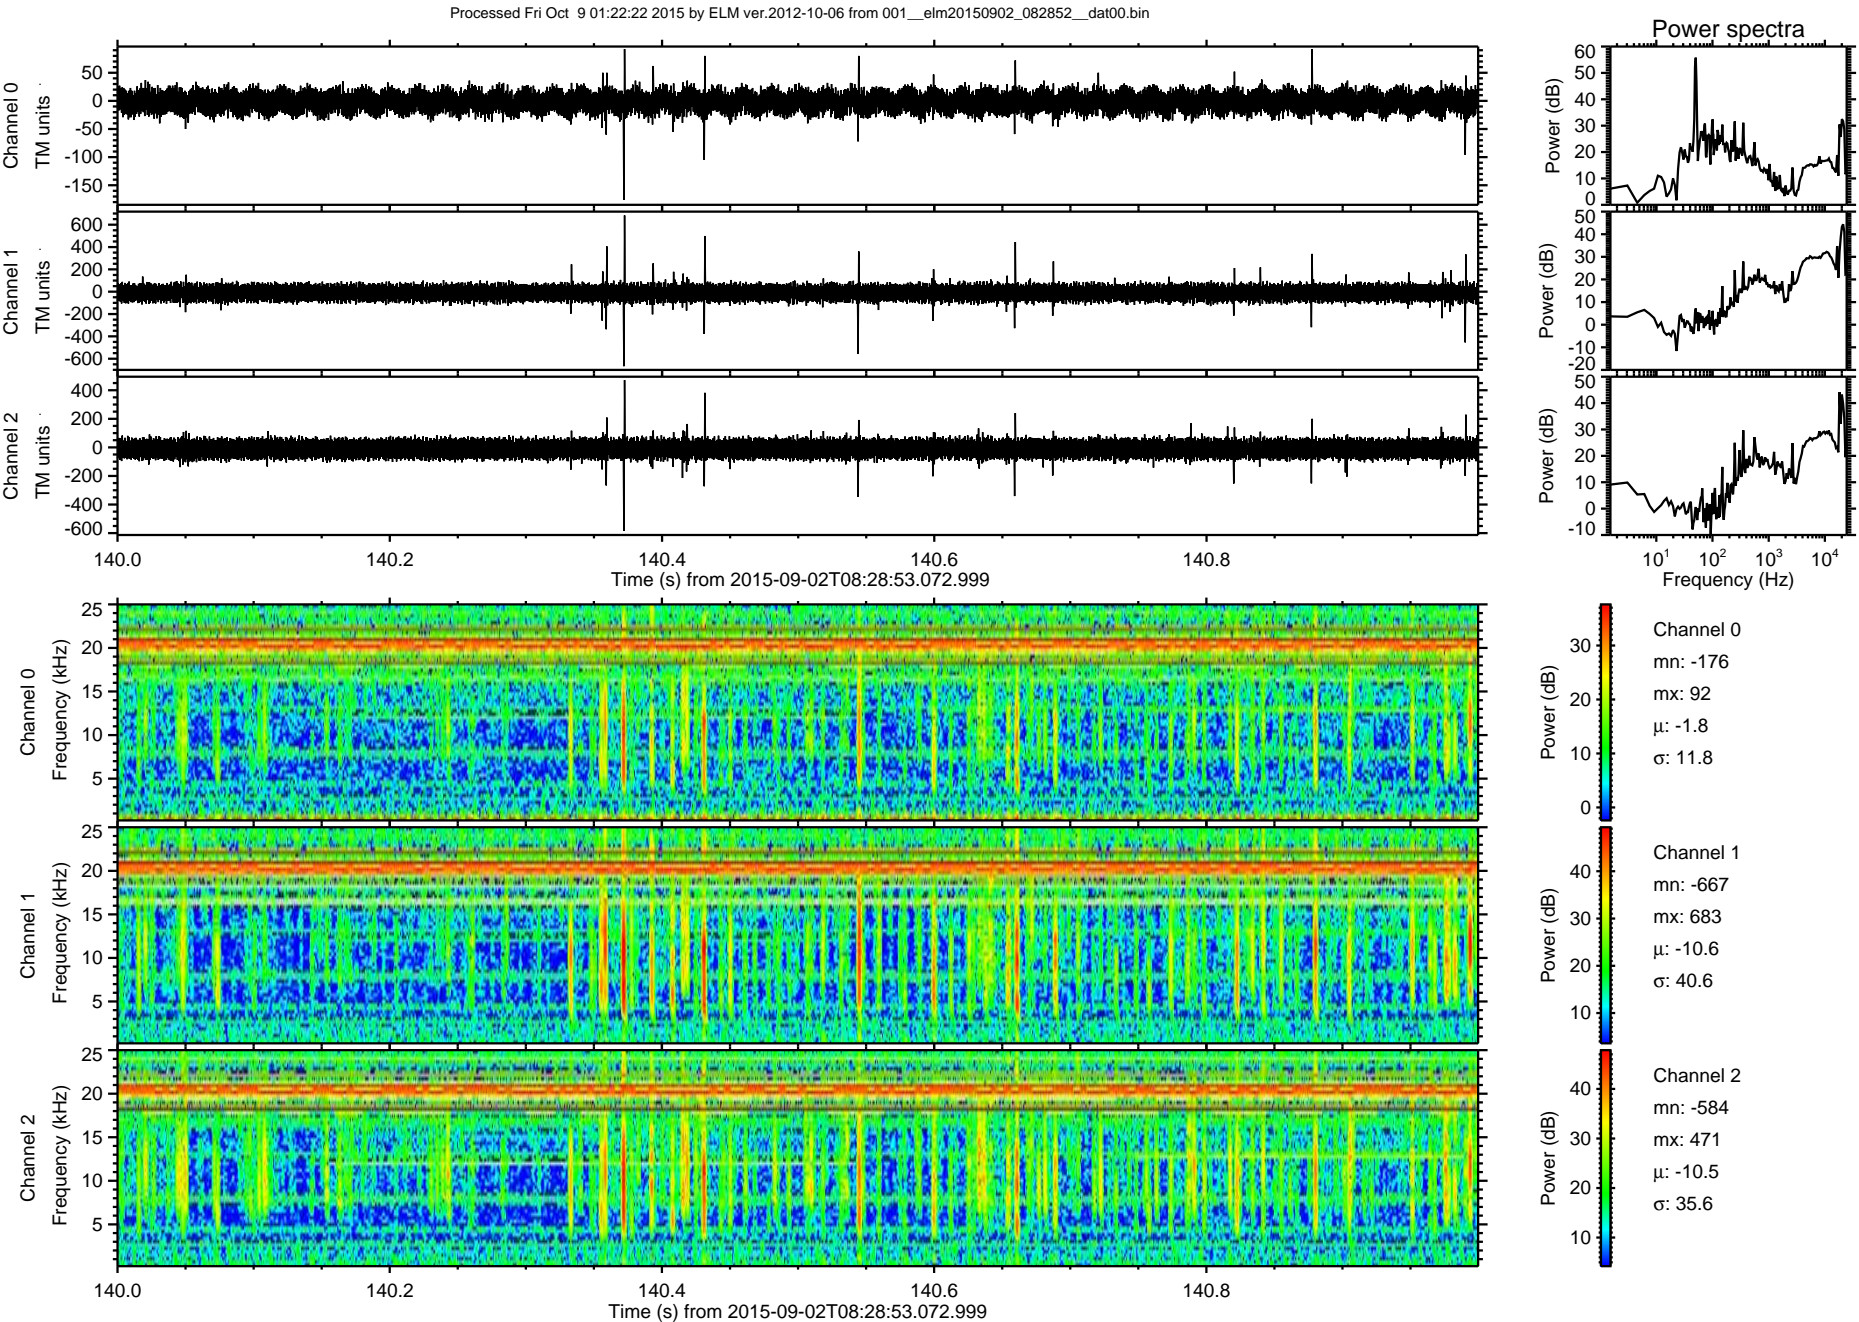 Processed Fri Oct  9 01:22:22 2015 by ELM ver.2012-10-06 from 001__elm20150902_082852__dat00.bin
Power spectra
Channel 0
TM units
50
0
-50
-100
-150
Power (dB)
60
50
40
30
20
10
0
Channel 1
TM units
600
400
200
0
-200
-400
-600
Power (dB)
50
40
30
20
10
0
-10
-20
Channel 2
TM units
400
200
0
-200
-400
-600
Power (dB)
50
40
30
20
10
0
-10
140.0 140.2 140.4 140.6 140.8
Time (s) from 2015-09-02T08:28:53.072.999
10^1 10^2 10^3 10^4
Frequency (Hz)
Channel 0
Frequency (kHz)
25
20
15
10
5
Power (dB)
30
20
10
0
Channel 0
mn: -176
mx: 92
μ: -1.8
σ: 11.8
Channel 1
Frequency (kHz)
25
20
15
10
5
Power (dB)
40
30
20
10
Channel 1
mn: -667
mx: 683
μ: -10.6
σ: 40.6
Channel 2
Frequency (kHz)
25
20
15
10
5
Power (dB)
40
30
20
10
Channel 2
mn: -584
mx: 471
μ: -10.5
σ: 35.6
140.0 140.2 140.4 140.6 140.8
Time (s) from 2015-09-02T08:28:53.072.999